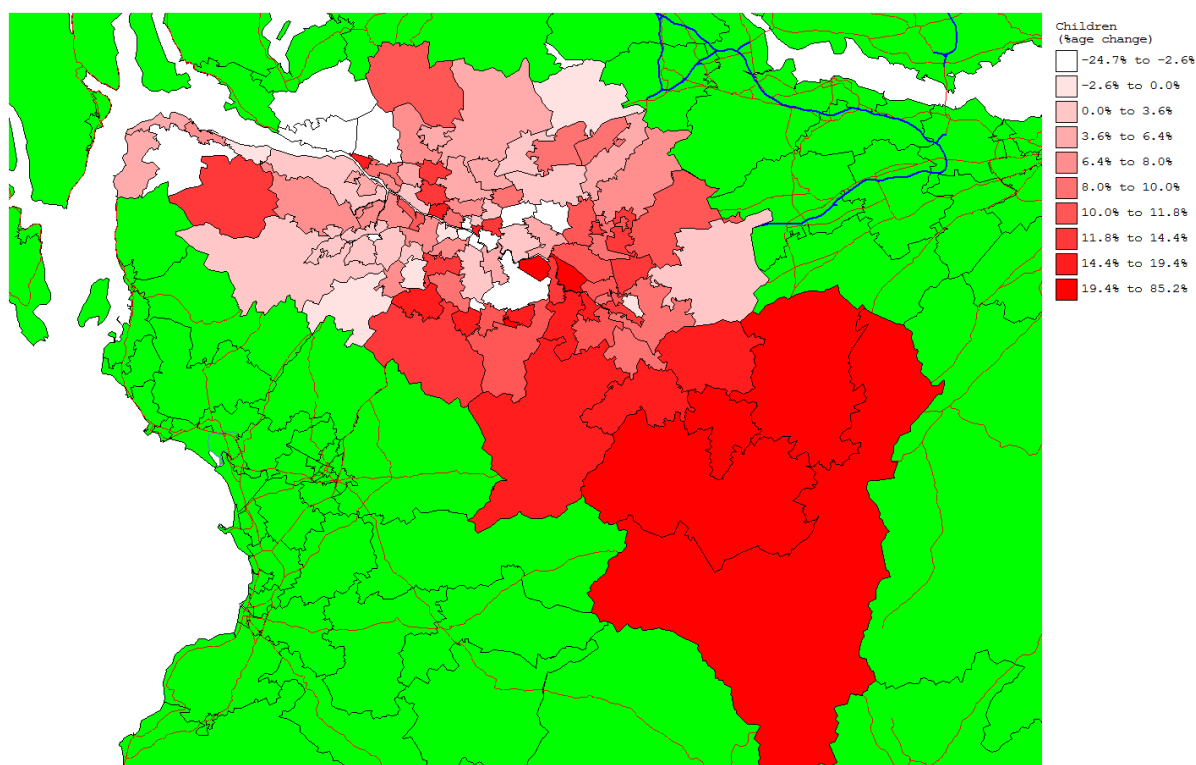 Children
(%age change)
-24.7% to -2.6%
-2.6% to 0.0%
0.0% to 3.6%
3.6% to 6.4%
6.4% to 8.0%
8.0% to 10.0%
10.0% to 11.8%
11.8% to 14.4%
14.4% to 19.4%
19.4% to 85.2%